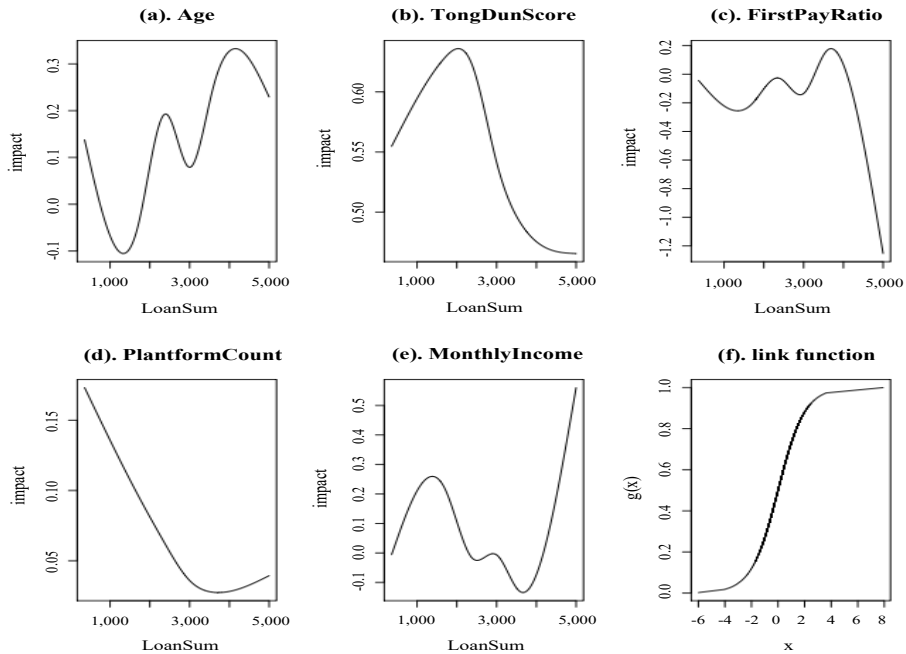 (a). Age
(b). TongDunScore
(c). FirstPayRatio
impact
0.3
0.2
0.1
0.0
-0.1
1,000 3,000 5,000
LoanSum
impact
0.60
0.55
0.50
1,000 3,000 5,000
LoanSum
impact
0.2
0.0
-0.2
-0.4
-0.6
-0.8
-1.0
-1.2
1,000 3,000 5,000
LoanSum
(d). PlantformCount
(e). MonthlyIncome
(f). link function
impact
0.15
0.10
0.05
1,000 3,000 5,000
LoanSum
impact
0.5
0.4
0.3
0.2
0.1
0.0
-0.1
1,000 3,000 5,000
LoanSum
g(x)
1.0
0.8
0.6
0.4
0.2
0.0
-6 -4 -2 0 2 4 6 8
x